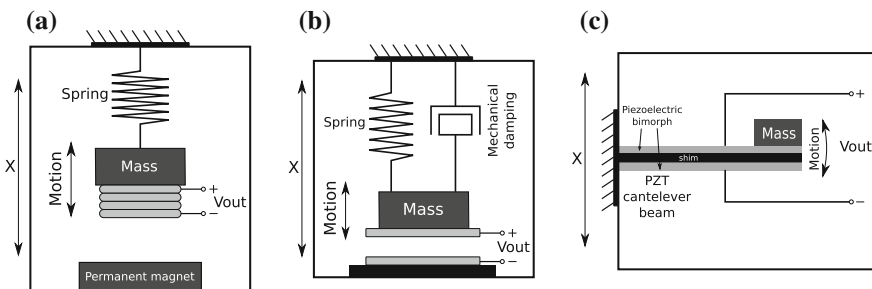 (a)
Spring
X
Motion
Mass
+
Vout
−
Permanent magnet
(b)
Spring
Mechanical
damping
X
Motion
Mass
+
Vout
−
(c)
X
Piezoelectric
bimorph
shim
PZT
cantelever
beam
Mass
Motion
+
Vout
−